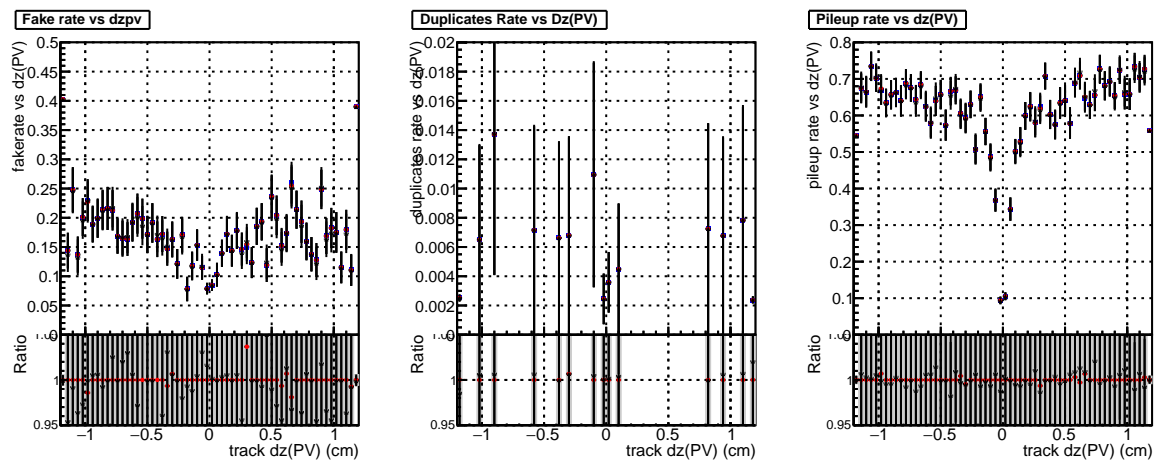 Fake rate vs dzpv
fakerate vs dz(PV)
0.5
0.45
0.4
0.35
0.3
0.25
0.2
0.15
0.1
0.05
0
Ratio
1
0.95
−1 −0.5 0 0.5 1
track dz(PV) (cm)
Duplicates Rate vs Dz(PV)
duplicates rate vs dz(PV)
0.02
0.018
0.016
0.014
0.012
0.01
0.008
0.006
0.004
0.002
0
Ratio
1
0.95
−1 −0.5 0 0.5 1
track dz(PV) (cm)
Pileup rate vs dz(PV)
pileup rate vs dz(PV)
0.8
0.7
0.6
0.5
0.4
0.3
0.2
0.1
0
Ratio
1
0.95
−1 −0.5 0 0.5 1
track dz(PV) (cm)